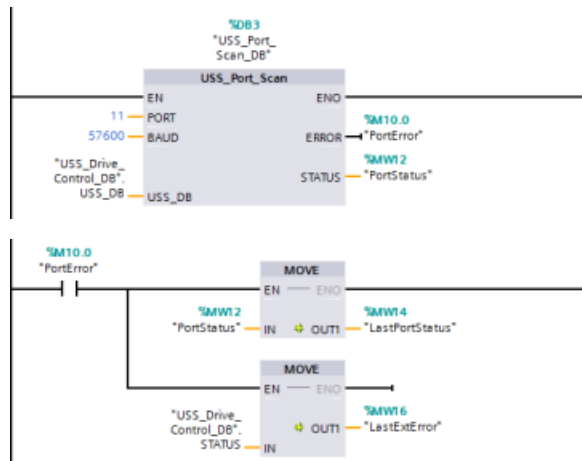 %DB3
"USS_Port_
Scan_DB"
USS_Port_Scan
EN ENO
11 PORT
%M10.0
57600 BAUD ERROR "PortError"
"USS_Drive_
Control_DB".
USS_DB USS_DB
%MW12
STATUS "PortStatus"
%M10.0
"PortError"
MOVE
EN ENO
%MW12 %MW14
"PortStatus" IN OUT1 "LastPortStatus"
MOVE
EN ENO
%MW16
OUT1 "LastExtError"
"USS_Drive_
Control_DB".
STATUS IN